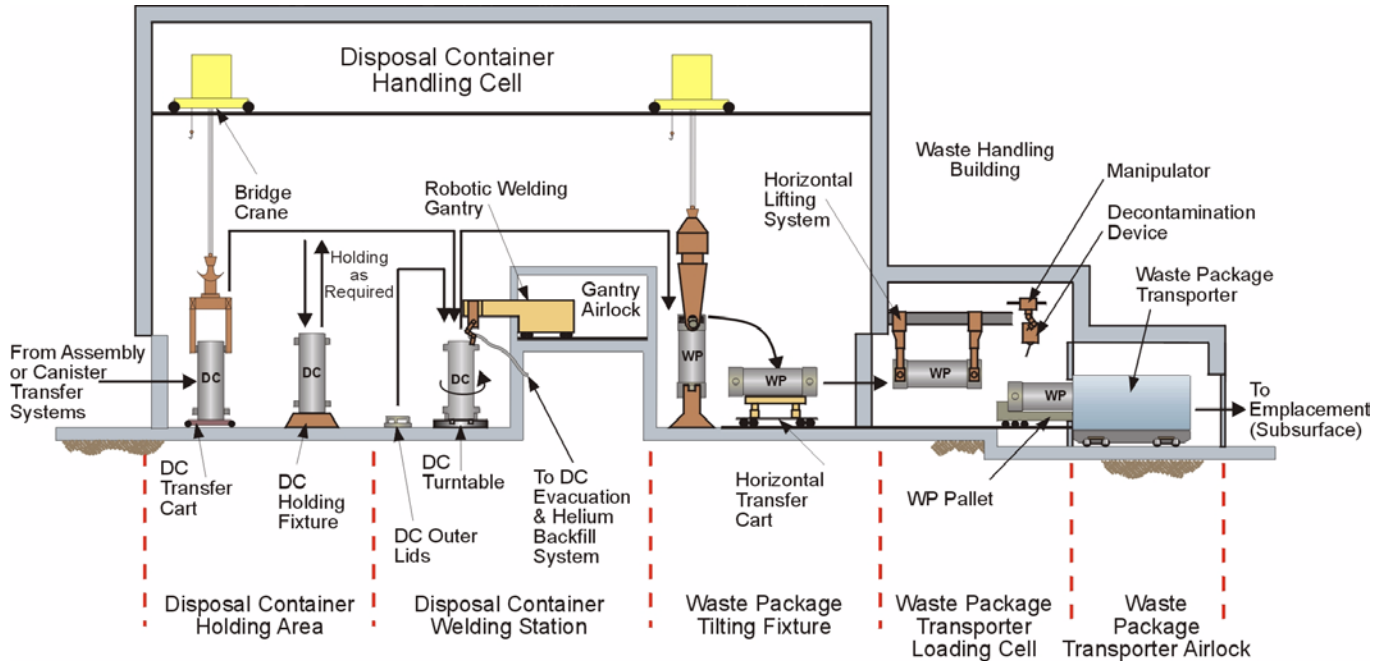 Disposal Container
Handling Cell
Bridge
Crane
Robotic Welding
Gantry
Holding
as
Required
Gantry
Airlock
Horizontal
Lifting
System
Waste Handling
Building
Manipulator
Decontamination
Device
Waste Package
Transporter
From Assembly
or Canister
Transfer
Systems
DC
DC
DC
WP
WP
WP
To
Emplacement
(Subsurface)
DC
Transfer
Cart
DC
Holding
Fixture
DC Outer
Lids
DC
Turntable
To DC
Evacuation
& Helium
Backfill
System
Horizontal
Transfer
Cart
WP Pallet
Disposal Container
Holding Area
Disposal Container
Welding Station
Waste Package
Tilting Fixture
Waste Package
Transporter
Loading Cell
Waste
Package
Transporter Airlock